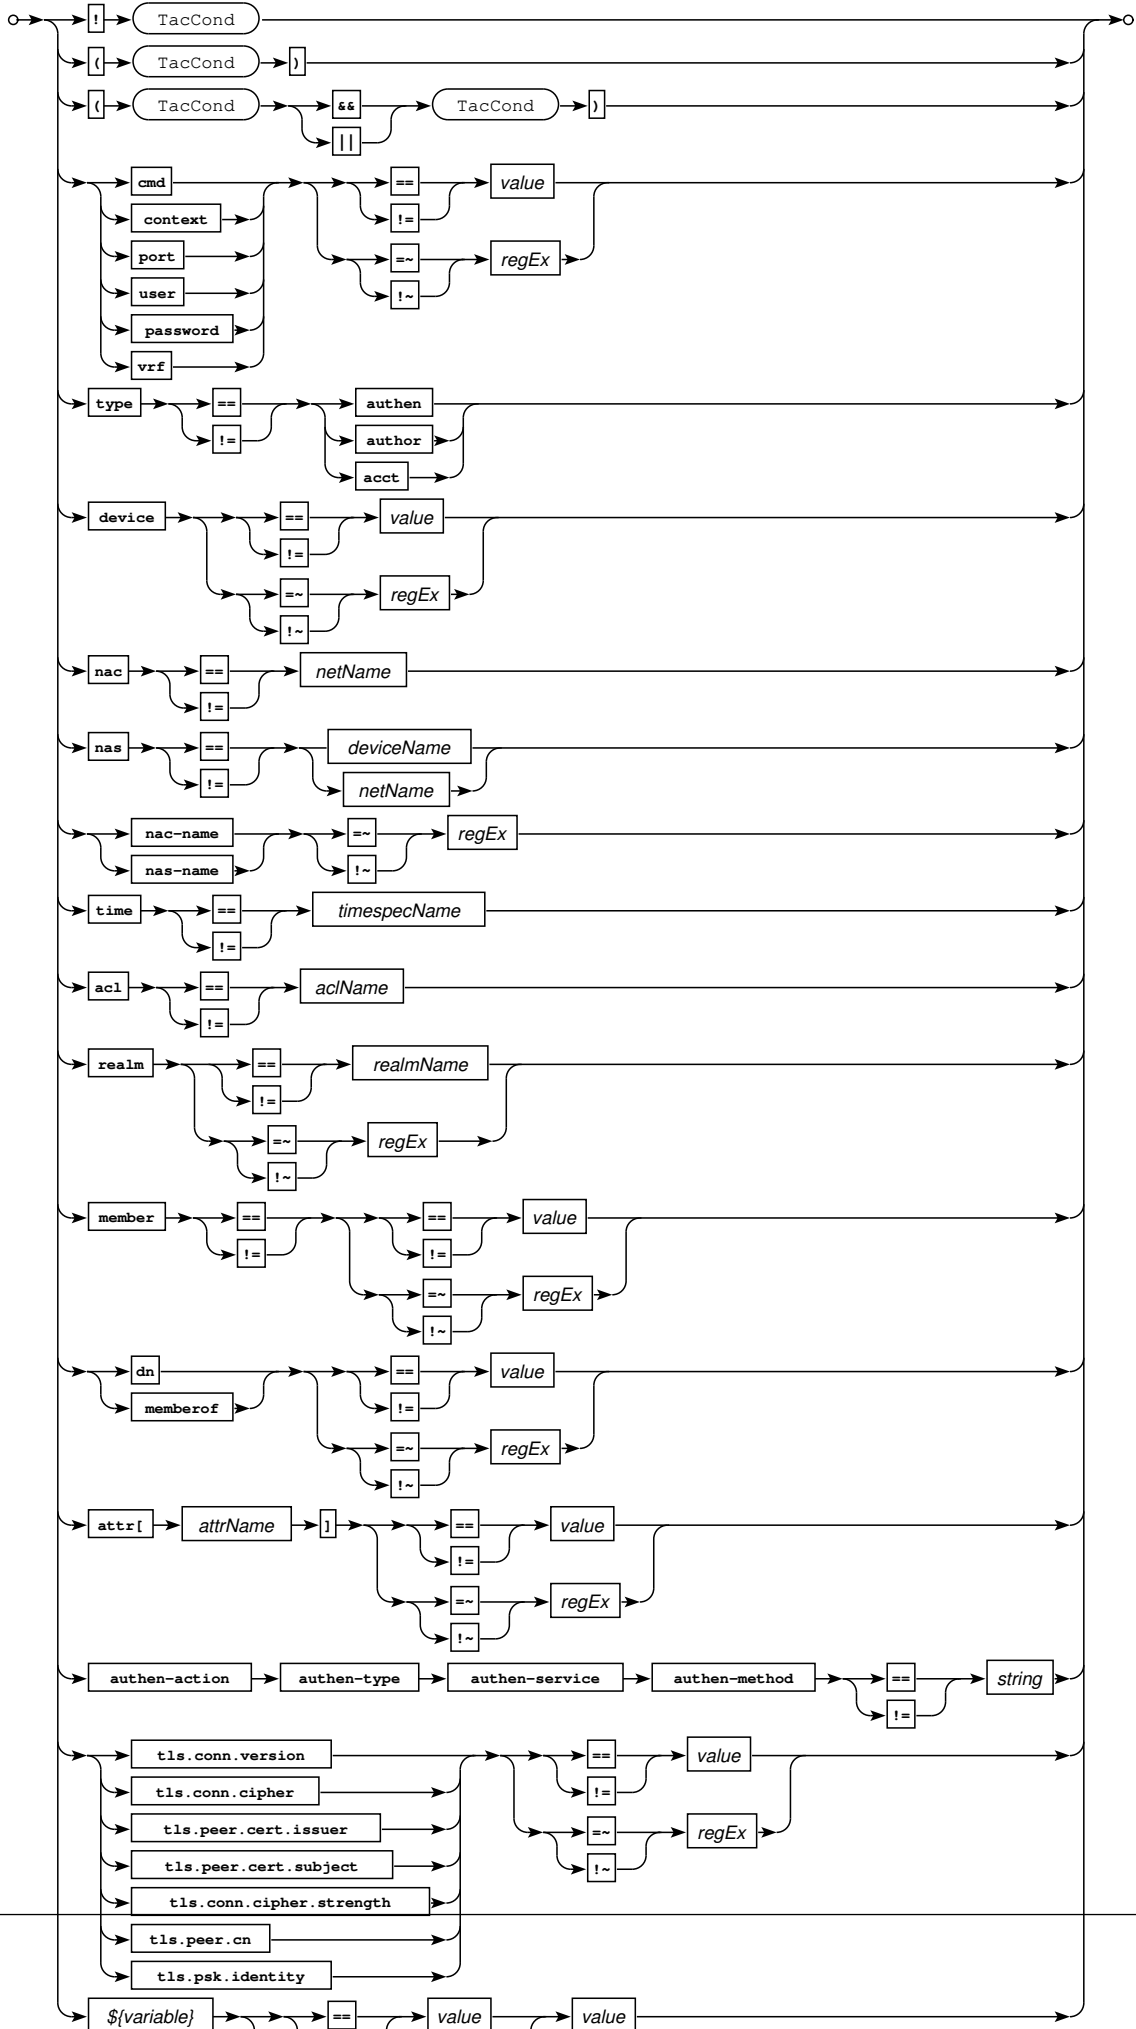 ! TacCond
( TacCond )
( TacCond && TacCond )
||
cmd == value
context !=
port =~ regEx
user !~
password
vrf
type == authen
!= author
acct
device == value
!=
=~ regEx
!~
nac == netName
!=
nas == deviceName
!= netName
nac-name =~ regEx
nas-name !~
time == timespecName
!=
acl == aclName
!=
realm == realmName
!=
=~ regEx
!~
member == == value
!= !=
=~ regEx
!~
dn == value
memberof !=
=~ regEx
!~
attr[ attrName ] == value
!=
=~ regEx
!~
authen-action authen-type authen-service authen-method == string
!=
tls.conn.version == value
tls.conn.cipher !=
tls.peer.cert.issuer =~ regEx
tls.peer.cert.subject !~
tls.conn.cipher.strength
tls.peer.cn
tls.psk.identity
${variable} == value value